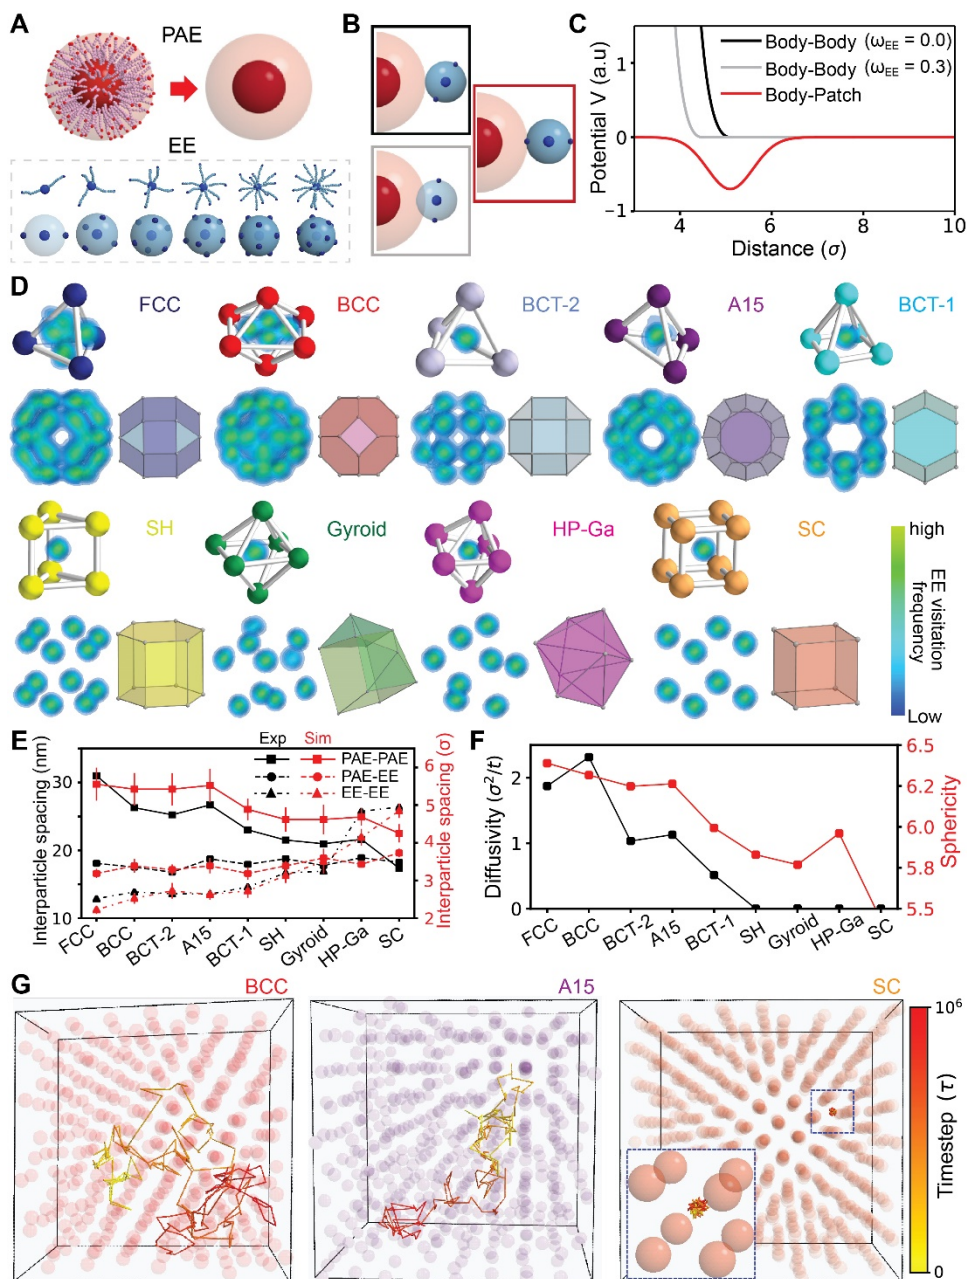 A
PAE
EE
B
C
Potential V (a.u)
1
0
−1
Body-Body (ωEE = 0.0)
Body-Body (ωEE = 0.3)
Body-Patch
4
6
8
10
Distance (σ)
D
FCC
BCC
BCT-2
A15
BCT-1
SH
Gyroid
HP-Ga
SC
high
EE visitation
frequency
Low
E
Exp Sim
PAE-PAE
PAE-EE
EE-EE
Interparticle spacing (nm)
30
20
10
Interparticle spacing (σ)
6
5
4
3
2
FCC
BCC
BCT-2
A15
BCT-1
SH
Gyroid
HP-Ga
SC
F
Diffusivity (σ²/t)
2
1
0
Sphericity
6.5
6.2
6.0
5.8
5.5
FCC
BCC
BCT-2
A15
BCT-1
SH
Gyroid
HP-Ga
SC
G
BCC
A15
SC
10⁶
Timestep (τ)
0